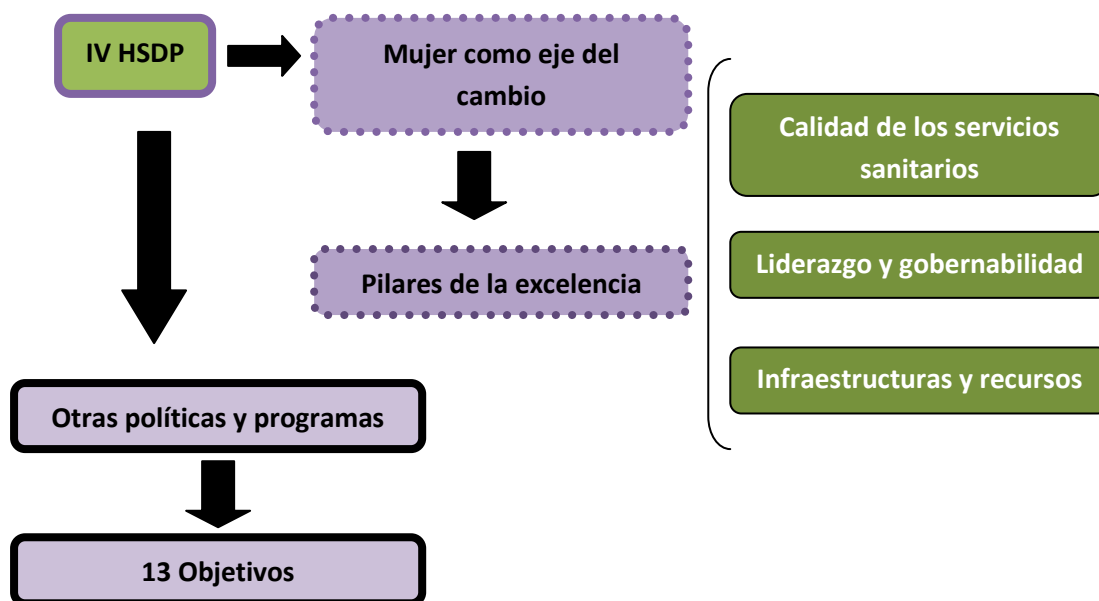 IV HSDP
Mujer como eje del
cambio
Calidad de los servicios
sanitarios
Pilares de la excelencia
Liderazgo y gobernabilidad
Infraestructuras y recursos
Otras políticas y programas
13 Objetivos